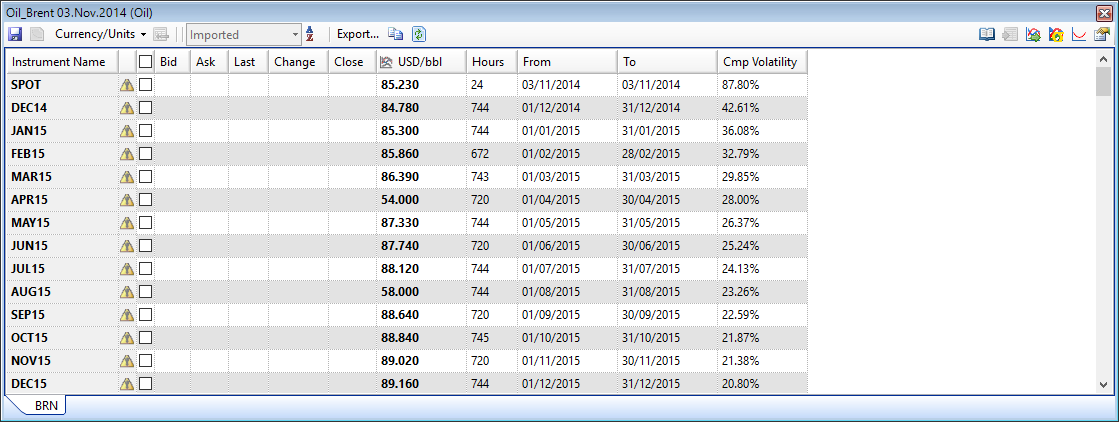 Oil_Brent 03.Nov.2014 (Oil)
Currency/Units Imported A Z Export...
Instrument Name Bid Ask Last Change Close USD/bbl Hours From To Cmp Volatility
SPOT 85.230 24 03/11/2014 03/11/2014 87.80%
DEC14 84.780 744 01/12/2014 31/12/2014 42.61%
JAN15 85.300 744 01/01/2015 31/01/2015 36.08%
FEB15 85.860 672 01/02/2015 28/02/2015 32.79%
MAR15 86.390 743 01/03/2015 31/03/2015 29.85%
APR15 54.000 720 01/04/2015 30/04/2015 28.00%
MAY15 87.330 744 01/05/2015 31/05/2015 26.37%
JUN15 87.740 720 01/06/2015 30/06/2015 25.24%
JUL15 88.120 744 01/07/2015 31/07/2015 24.13%
AUG15 58.000 744 01/08/2015 31/08/2015 23.26%
SEP15 88.640 720 01/09/2015 30/09/2015 22.59%
OCT15 88.840 745 01/10/2015 31/10/2015 21.87%
NOV15 89.020 720 01/11/2015 30/11/2015 21.38%
DEC15 89.160 744 01/12/2015 31/12/2015 20.80%
BRN